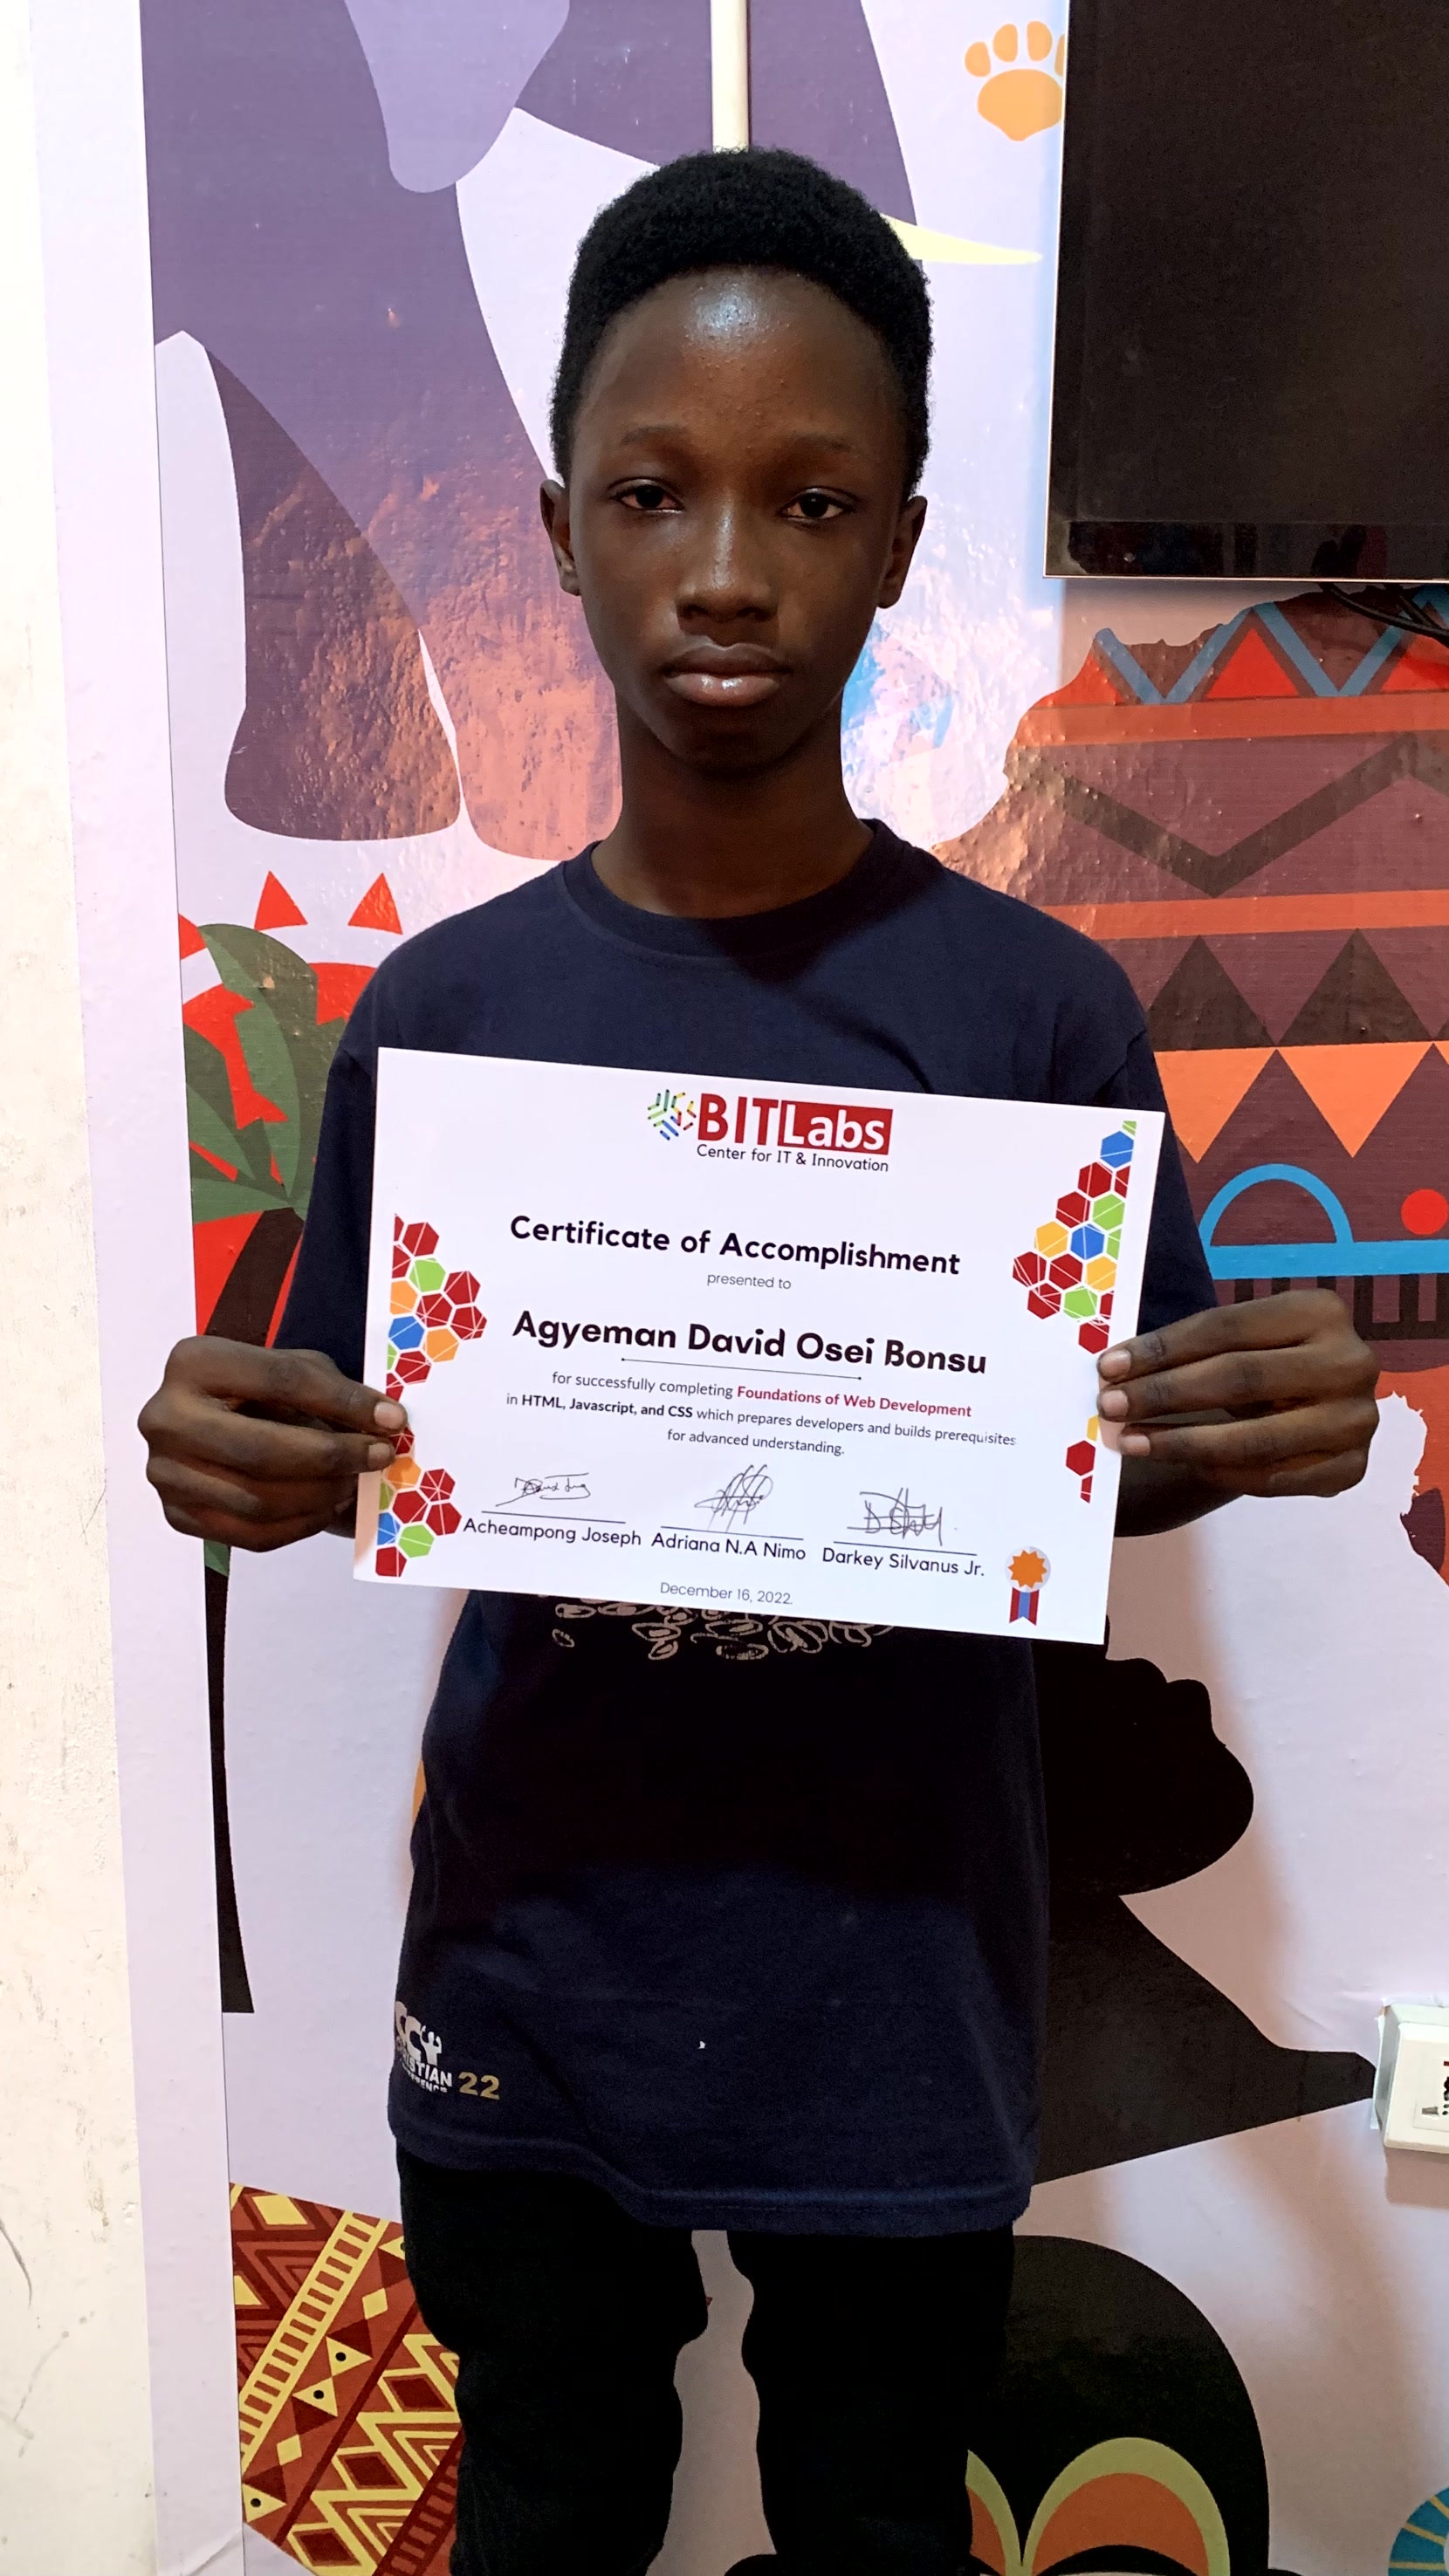 BITLabs
Center for IT & Innovation
Certificate of Accomplishment
presented to
Agyeman David Osei Bonsu
for successfully completing Foundations of Web Development
in HTML, Javascript, and CSS which prepares developers and builds prerequisites
for advanced understanding.
Acheampong Joseph Adriana N.A Nimo Darkey Silvanus Jr.
December 16, 2022.
22